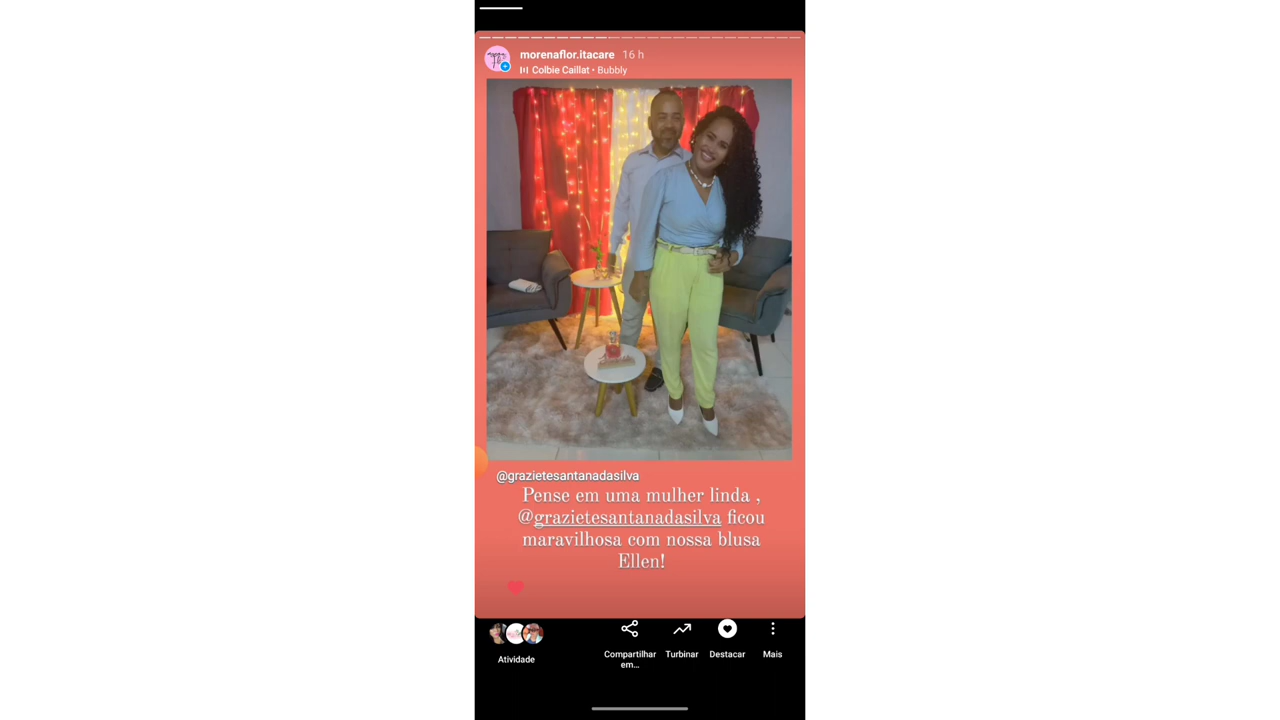 morenaflor.itacare 16 h
Colbie Caillat • Bubbly
@grazietesantanadasilva
Pense em uma mulher linda ,
@grazietesantanadasilva ficou
maravilhosa com nossa blusa
Ellen!
Atividade
Compartilhar
em...
Turbinar
Destacar
Mais